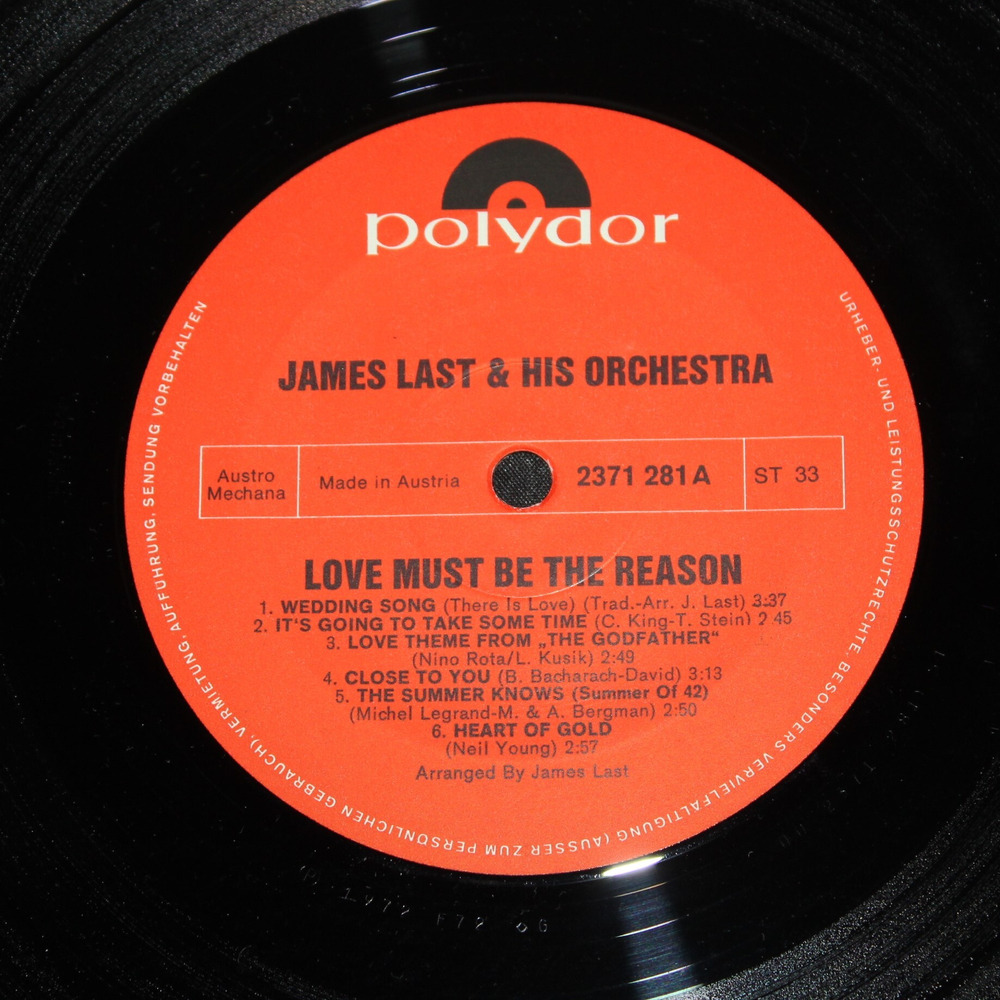 polydor
JAMES LAST & HIS ORCHESTRA
Austro
Mechana
Made in Austria
2371 281 A
ST 33
LOVE MUST BE THE REASON
1. WEDDING SONG (There Is Love) (Trad.-Arr. J. Last) 3:37
2. IT'S GOING TO TAKE SOME TIME (C. King-T. Stein) 2 45
3. LOVE THEME FROM „THE GODFATHER“
(Nino Rota/L. Kusik) 2:49
4. CLOSE TO YOU (B. Bacharach-David) 3:13
5. THE SUMMER KNOWS (Summer Of 42)
(Michel Legrand-M. & A. Bergman) 2:50
6. HEART OF GOLD
(Neil Young) 2:57
Arranged By James Last
URHEBER- UND LEISTUNGSSCHUTZRECHTE, BESONDERS VERVIELFALTIGUNG (AUSSER ZUM PERSONLICHEN GEBRAUCH), VERMIETUNG, AUFFUHRUNG, SENDUNG VORBEHALTEN
1972